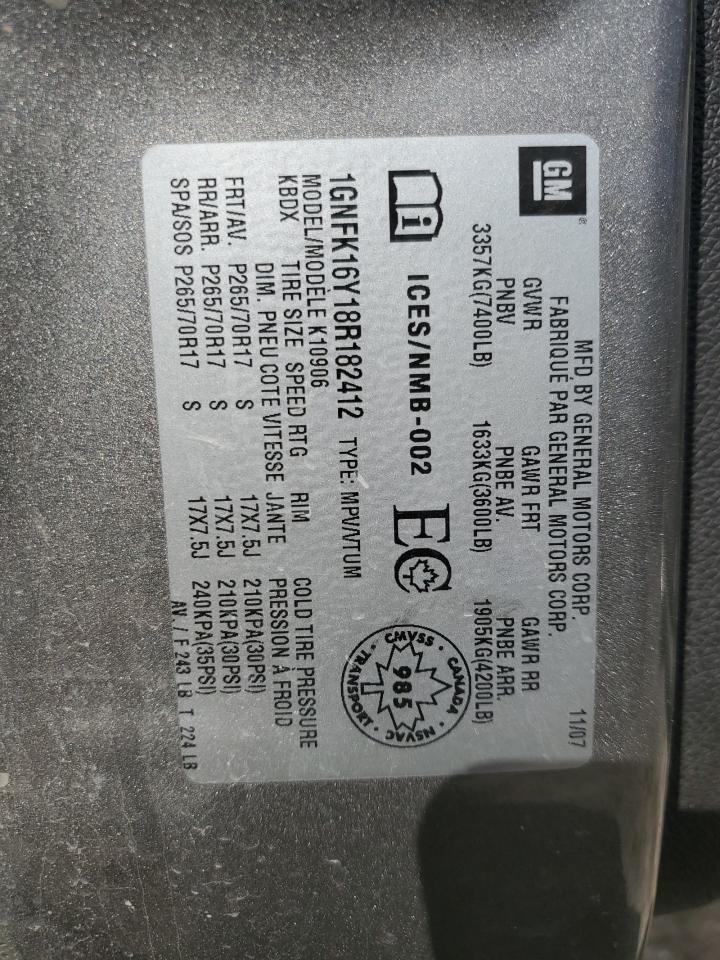 GM
MFD BY GENERAL MOTORS CORP. 11/07
FABRIQUÉ PAR GENERAL MOTORS CORP.
GVWR GAWR FRT GAWR RR
PNBV PNBE AV. PNBE ARR.
3357KG(7400LB) 1633KG(3600LB) 1905KG(4200LB)
i ICES/NMB-002 EC
CMVSS · CANADA · NSVAC · TRANSPORT ·
985
1GNFK16Y18R182412 TYPE: MPV/VTUM
MODEL/MODÈLE K10906
KBDX TIRE SIZE SPEED RTG RIM COLD TIRE PRESSURE
DIM. PNEU COTE VITESSE JANTE PRESSION À FROID
FRT/AV. P265/70R17 S 17X7.5J 210KPA(30PSI)
RR/ARR. P265/70R17 S 17X7.5J 210KPA(30PSI)
SPA/SOS P265/70R17 S 17X7.5J 240KPA(35PSI)
AV./F 243 LB T 224 LB